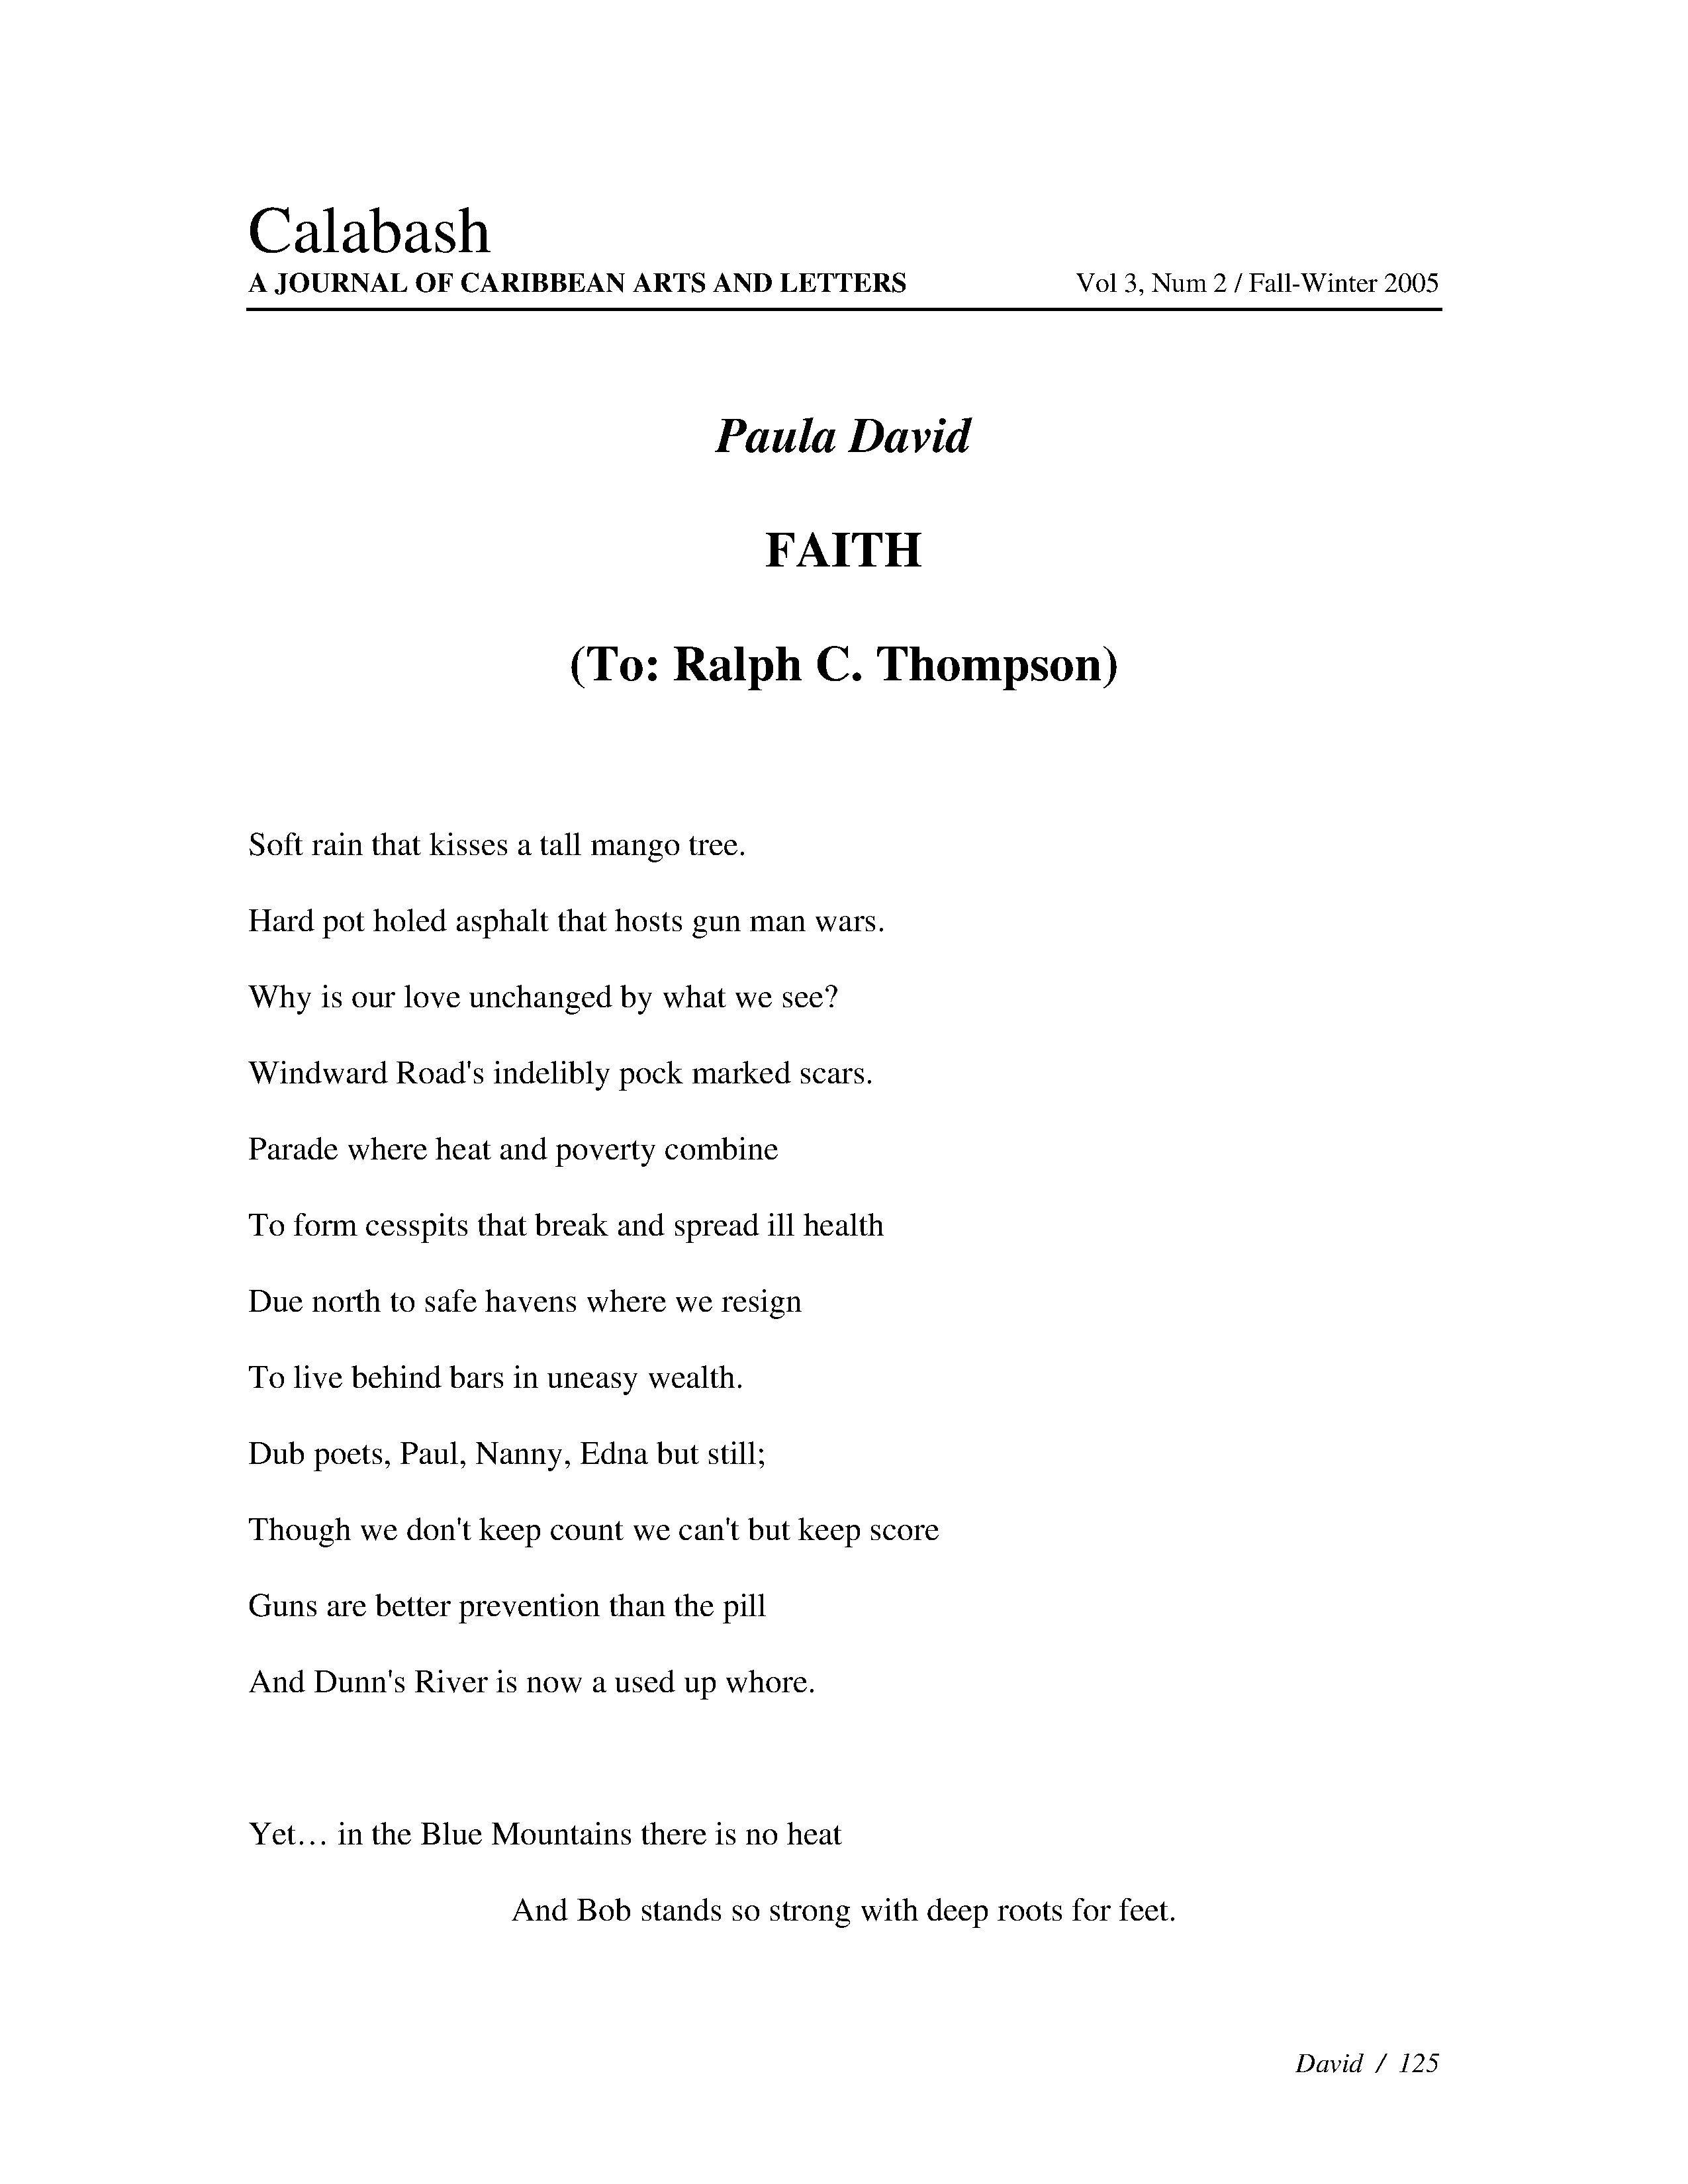 Calabash
A JOURNAL OF CARIBBEAN ARTS AND LETTERS Vol 3, Num 2 / Fall-Winter 2005
Paula David
FAITH
(To: Ralph C. Thompson)
Soft rain that kisses a tall mango tree.
Hard pot holed asphalt that hosts gun man wars.
Why is our love unchanged by what we see?
Windward Road's indelibly pock marked scars.
Parade where heat and poverty combine
To form cesspits that break and spread ill health
Due north to safe havens where we resign
To live behind bars in uneasy wealth.
Dub poets, Paul, Nanny, Edna but still;
Though we don't keep count we can't but keep score
Guns are better prevention than the pill
And Dunn's River is now a used up whore.
Yet… in the Blue Mountains there is no heat
And Bob stands so strong with deep roots for feet.
David / 125